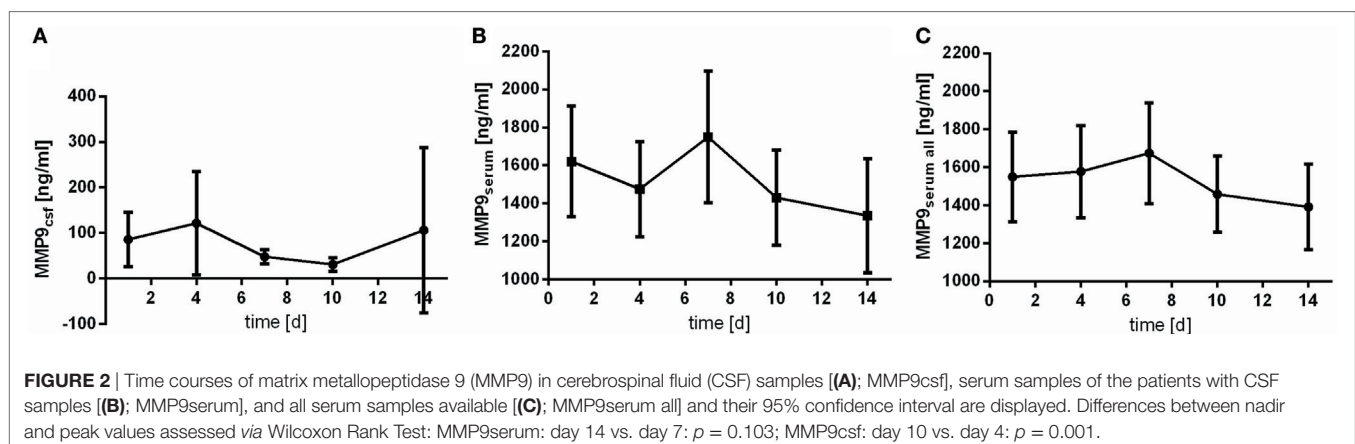 A
400
300
200
100
0
-100
2 4 6 8 10 12 14
MMP9csf [ng/ml]
time [d]
B
2200
2000
1800
1600
1400
1200
1000
0 2 4 6 8 10 12 14
MMP9serum [ng/ml]
time [d]
C
2200
2000
1800
1600
1400
1200
1000
0 2 4 6 8 10 12 14
MMP9serum all [ng/ml]
time [d]
FIGURE 2 | Time courses of matrix metallopeptidase 9 (MMP9) in cerebrospinal fluid (CSF) samples [(A); MMP9csf], serum samples of the patients with CSF
samples [(B); MMP9serum], and all serum samples available [(C); MMP9serum all] and their 95% confidence interval are displayed. Differences between nadir
and peak values assessed via Wilcoxon Rank Test: MMP9serum: day 14 vs. day 7: p = 0.103; MMP9csf: day 10 vs. day 4: p = 0.001.